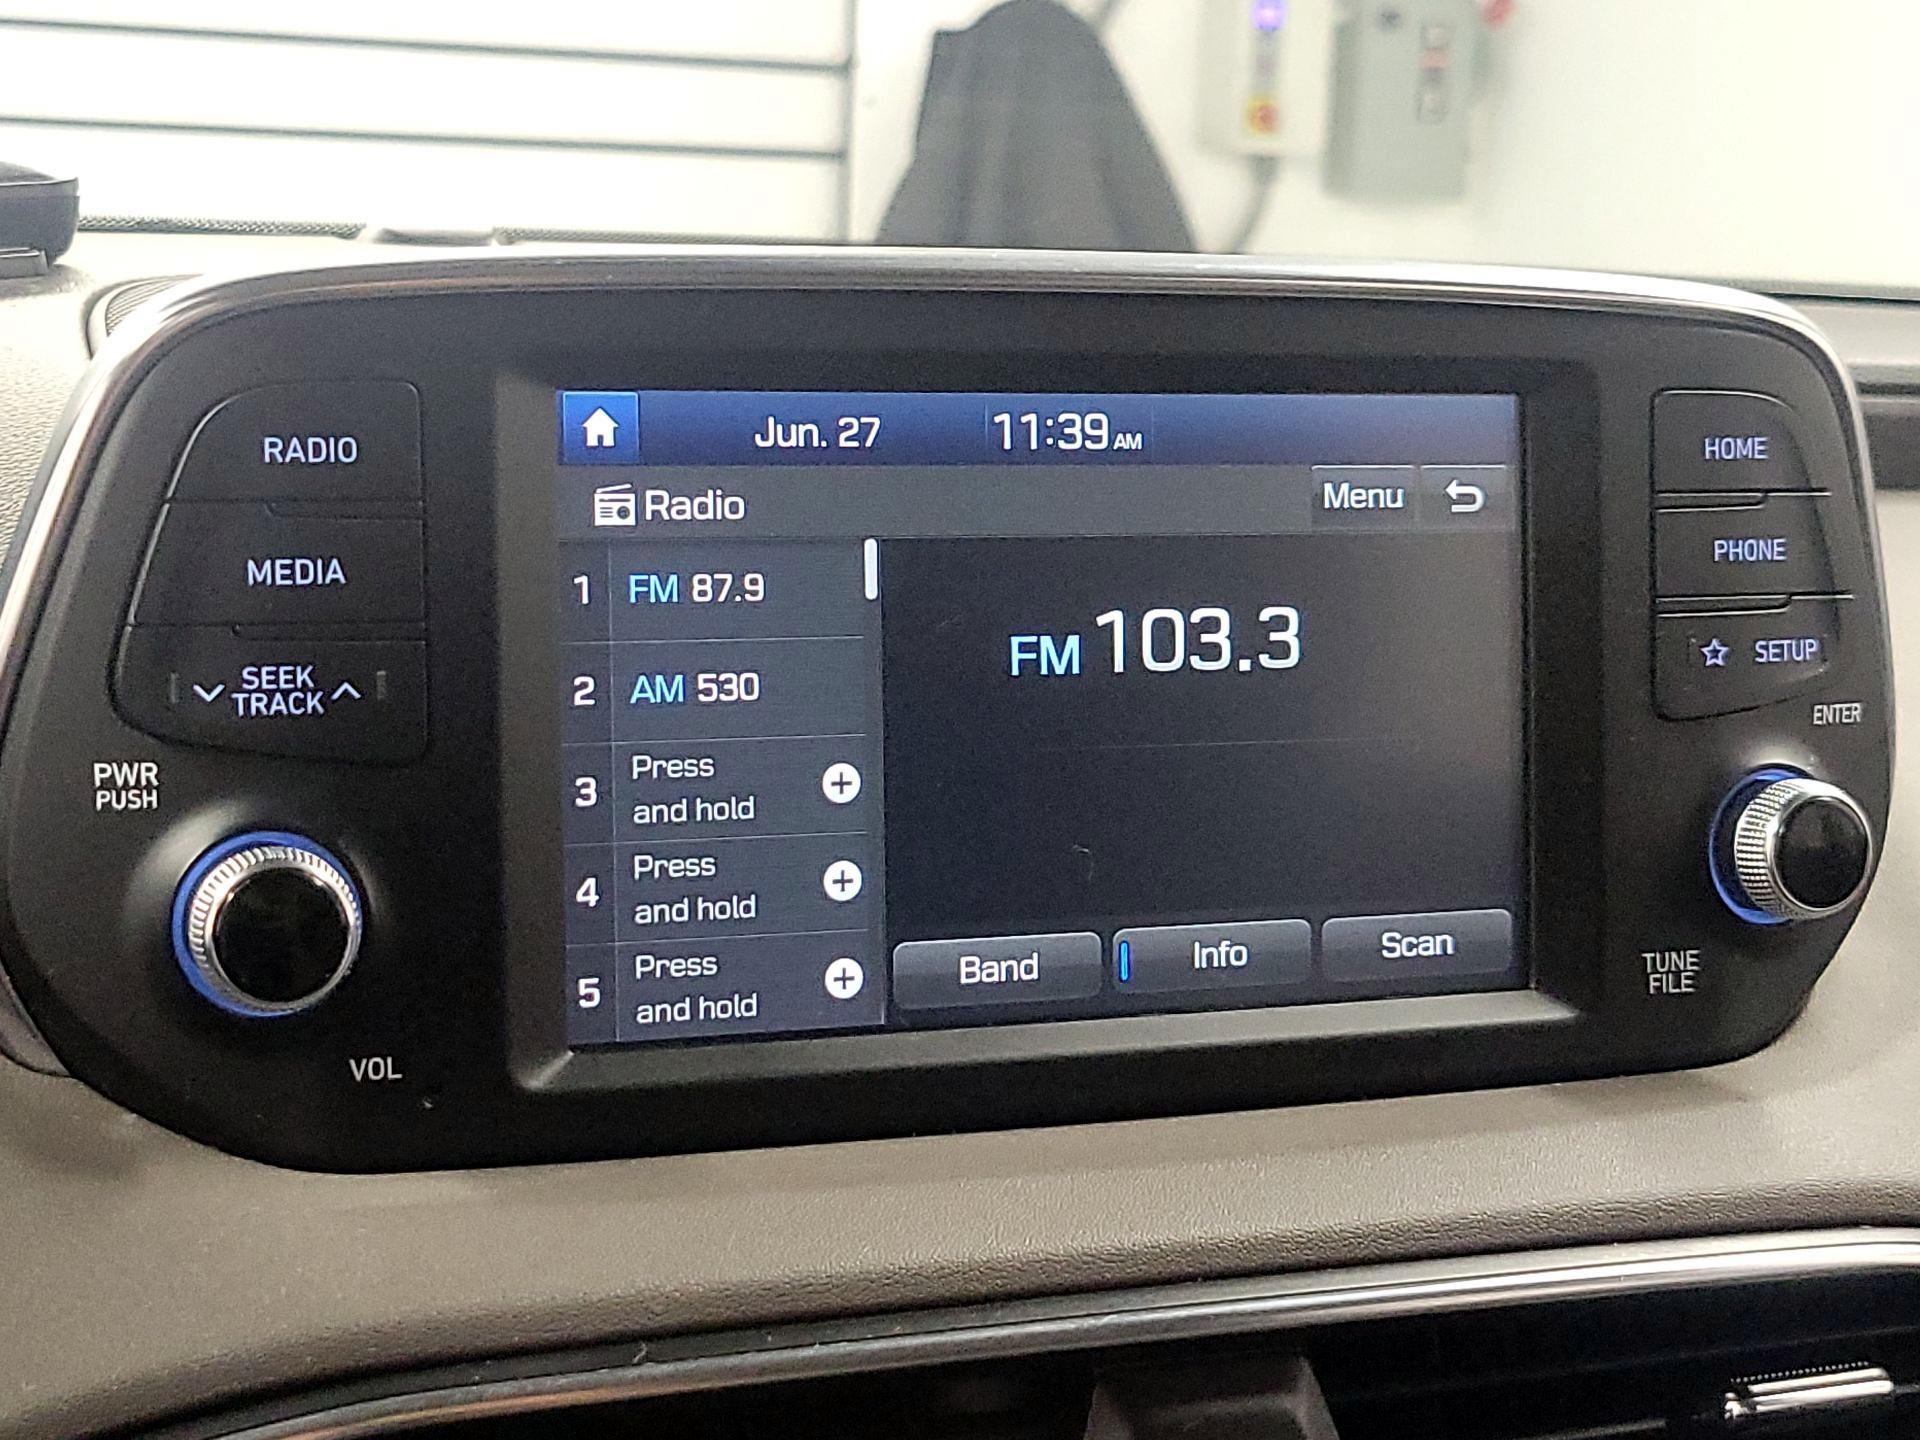 Jun. 27 11:39 AM
Radio Menu
1 FM 87.9
2 AM 530
3 Press
and hold
4 Press
and hold
5 Press
and hold
FM 103.3
Band Info Scan
RADIO
MEDIA
SEEK
TRACK
PWR
PUSH
VOL
HOME
PHONE
SETUP
ENTER
TUNE
FILE